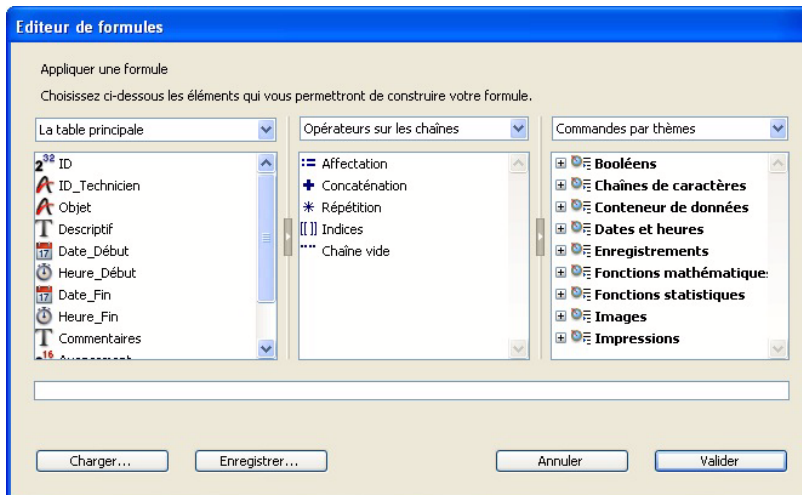 Editeur de formules
Appliquer une formule
Choisissez ci-dessous les éléments qui vous permettront de construire votre formule.
La table principale
Opérateurs sur les chaînes
Commandes par thèmes
2³² ID
ID_Technicien
Objet
Descriptif
17 Date_Début
Heure_Début
17 Date_Fin
Heure_Fin
Commentaires
:= Affectation
+ Concaténation
* Répétition
[[ ]] Indices
"" Chaîne vide
Booléens
Chaînes de caractères
Conteneur de données
Dates et heures
Enregistrements
Fonctions mathématique
Fonctions statistiques
Images
Impressions
Charger...
Enregistrer...
Annuler
Valider